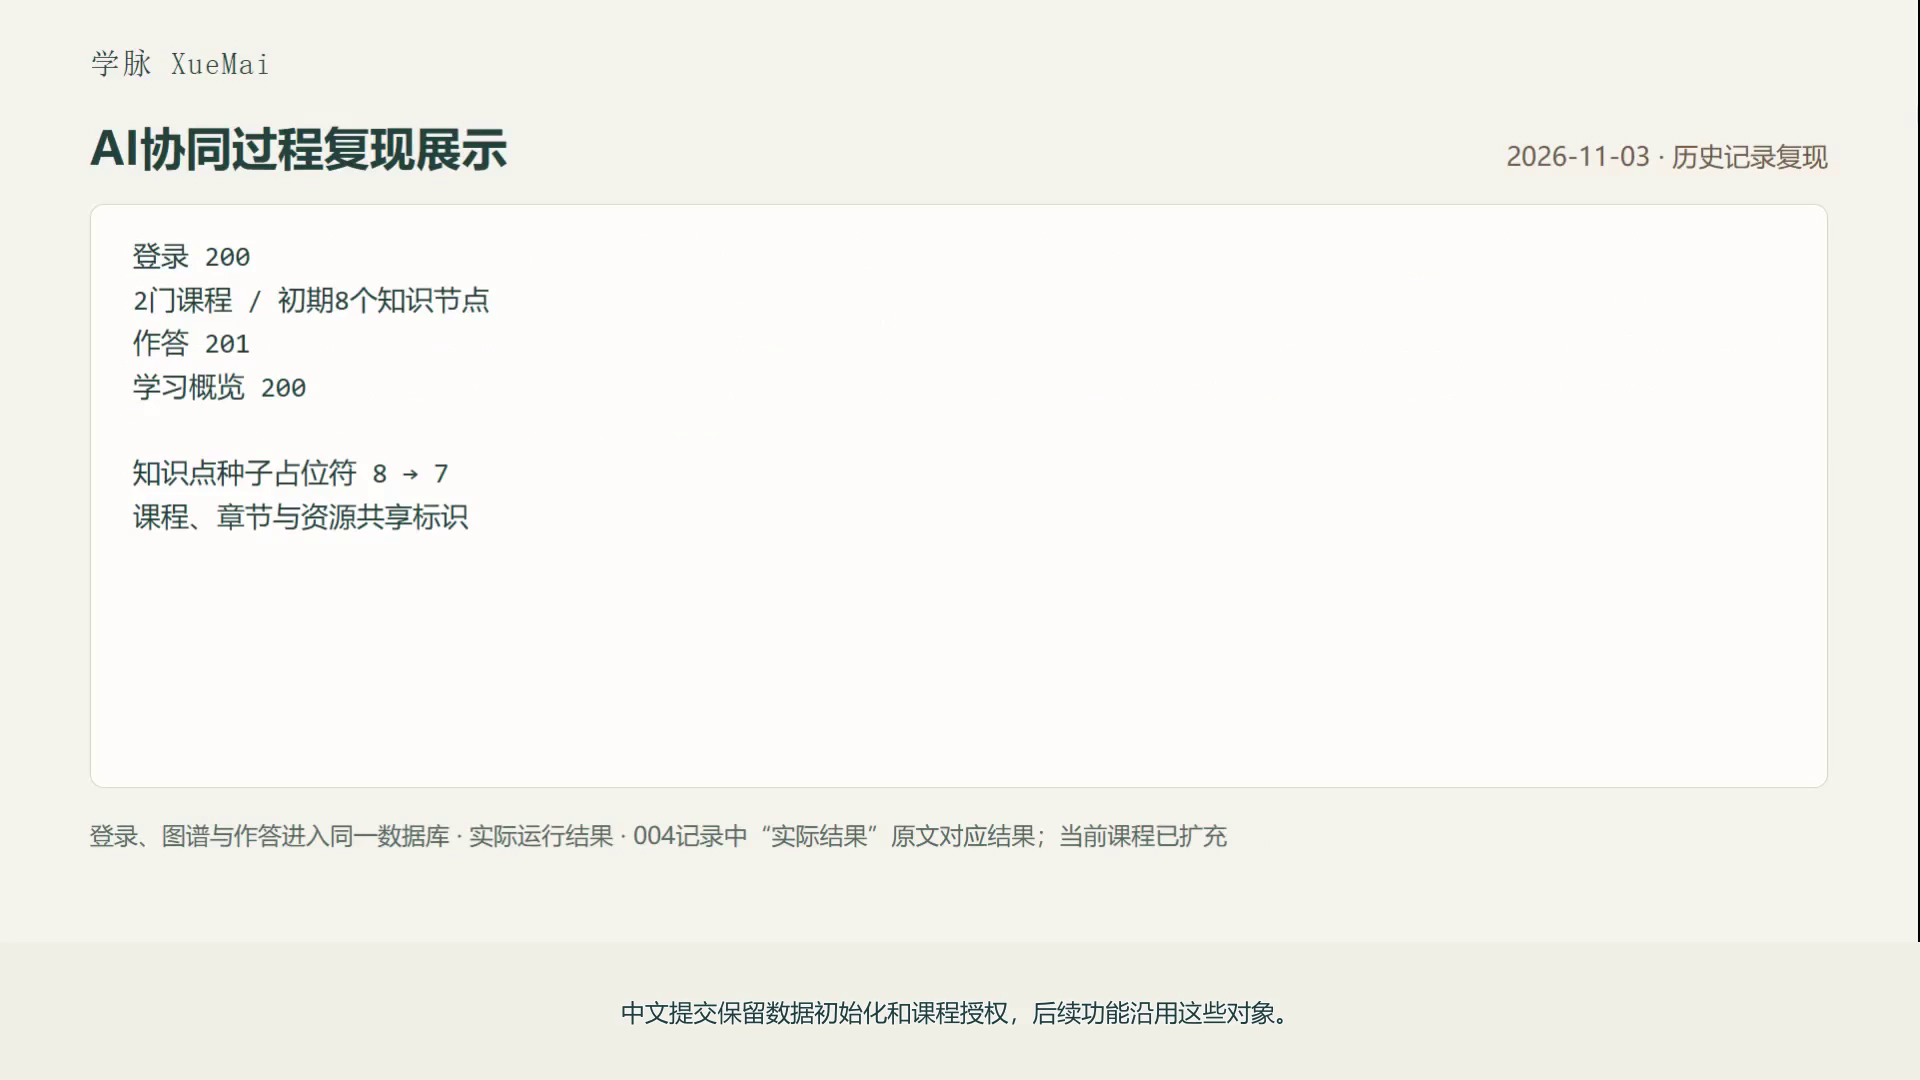 学脉 XueMai
AI协同过程复现展示
2026-11-03 · 历史记录复现
登录 200
2门课程 / 初期8个知识节点
作答 201
学习概览 200
知识点种子占位符 8 → 7
课程、章节与资源共享标识
登录、图谱与作答进入同一数据库 · 实际运行结果 · 004记录中“实际结果”原文对应结果；当前课程已扩充
中文提交保留数据初始化和课程授权，后续功能沿用这些对象。